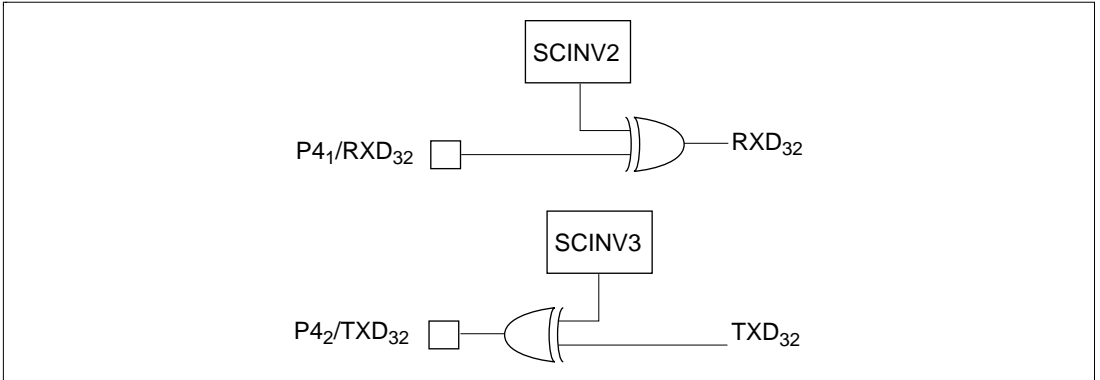 SCINV2
P4₁/RXD₃₂
RXD₃₂
SCINV3
P4₂/TXD₃₂
TXD₃₂